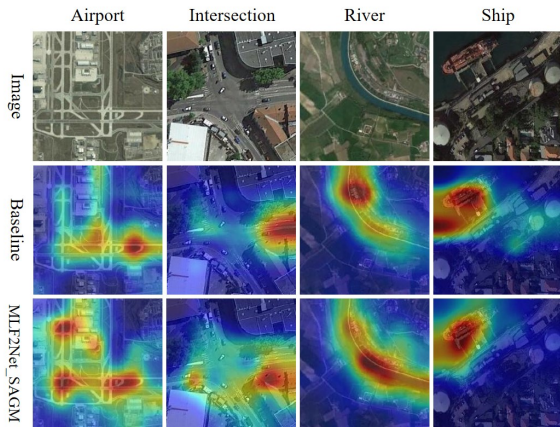 Airport Intersection River Ship
Image
Baseline
MLF2Net_SAGM